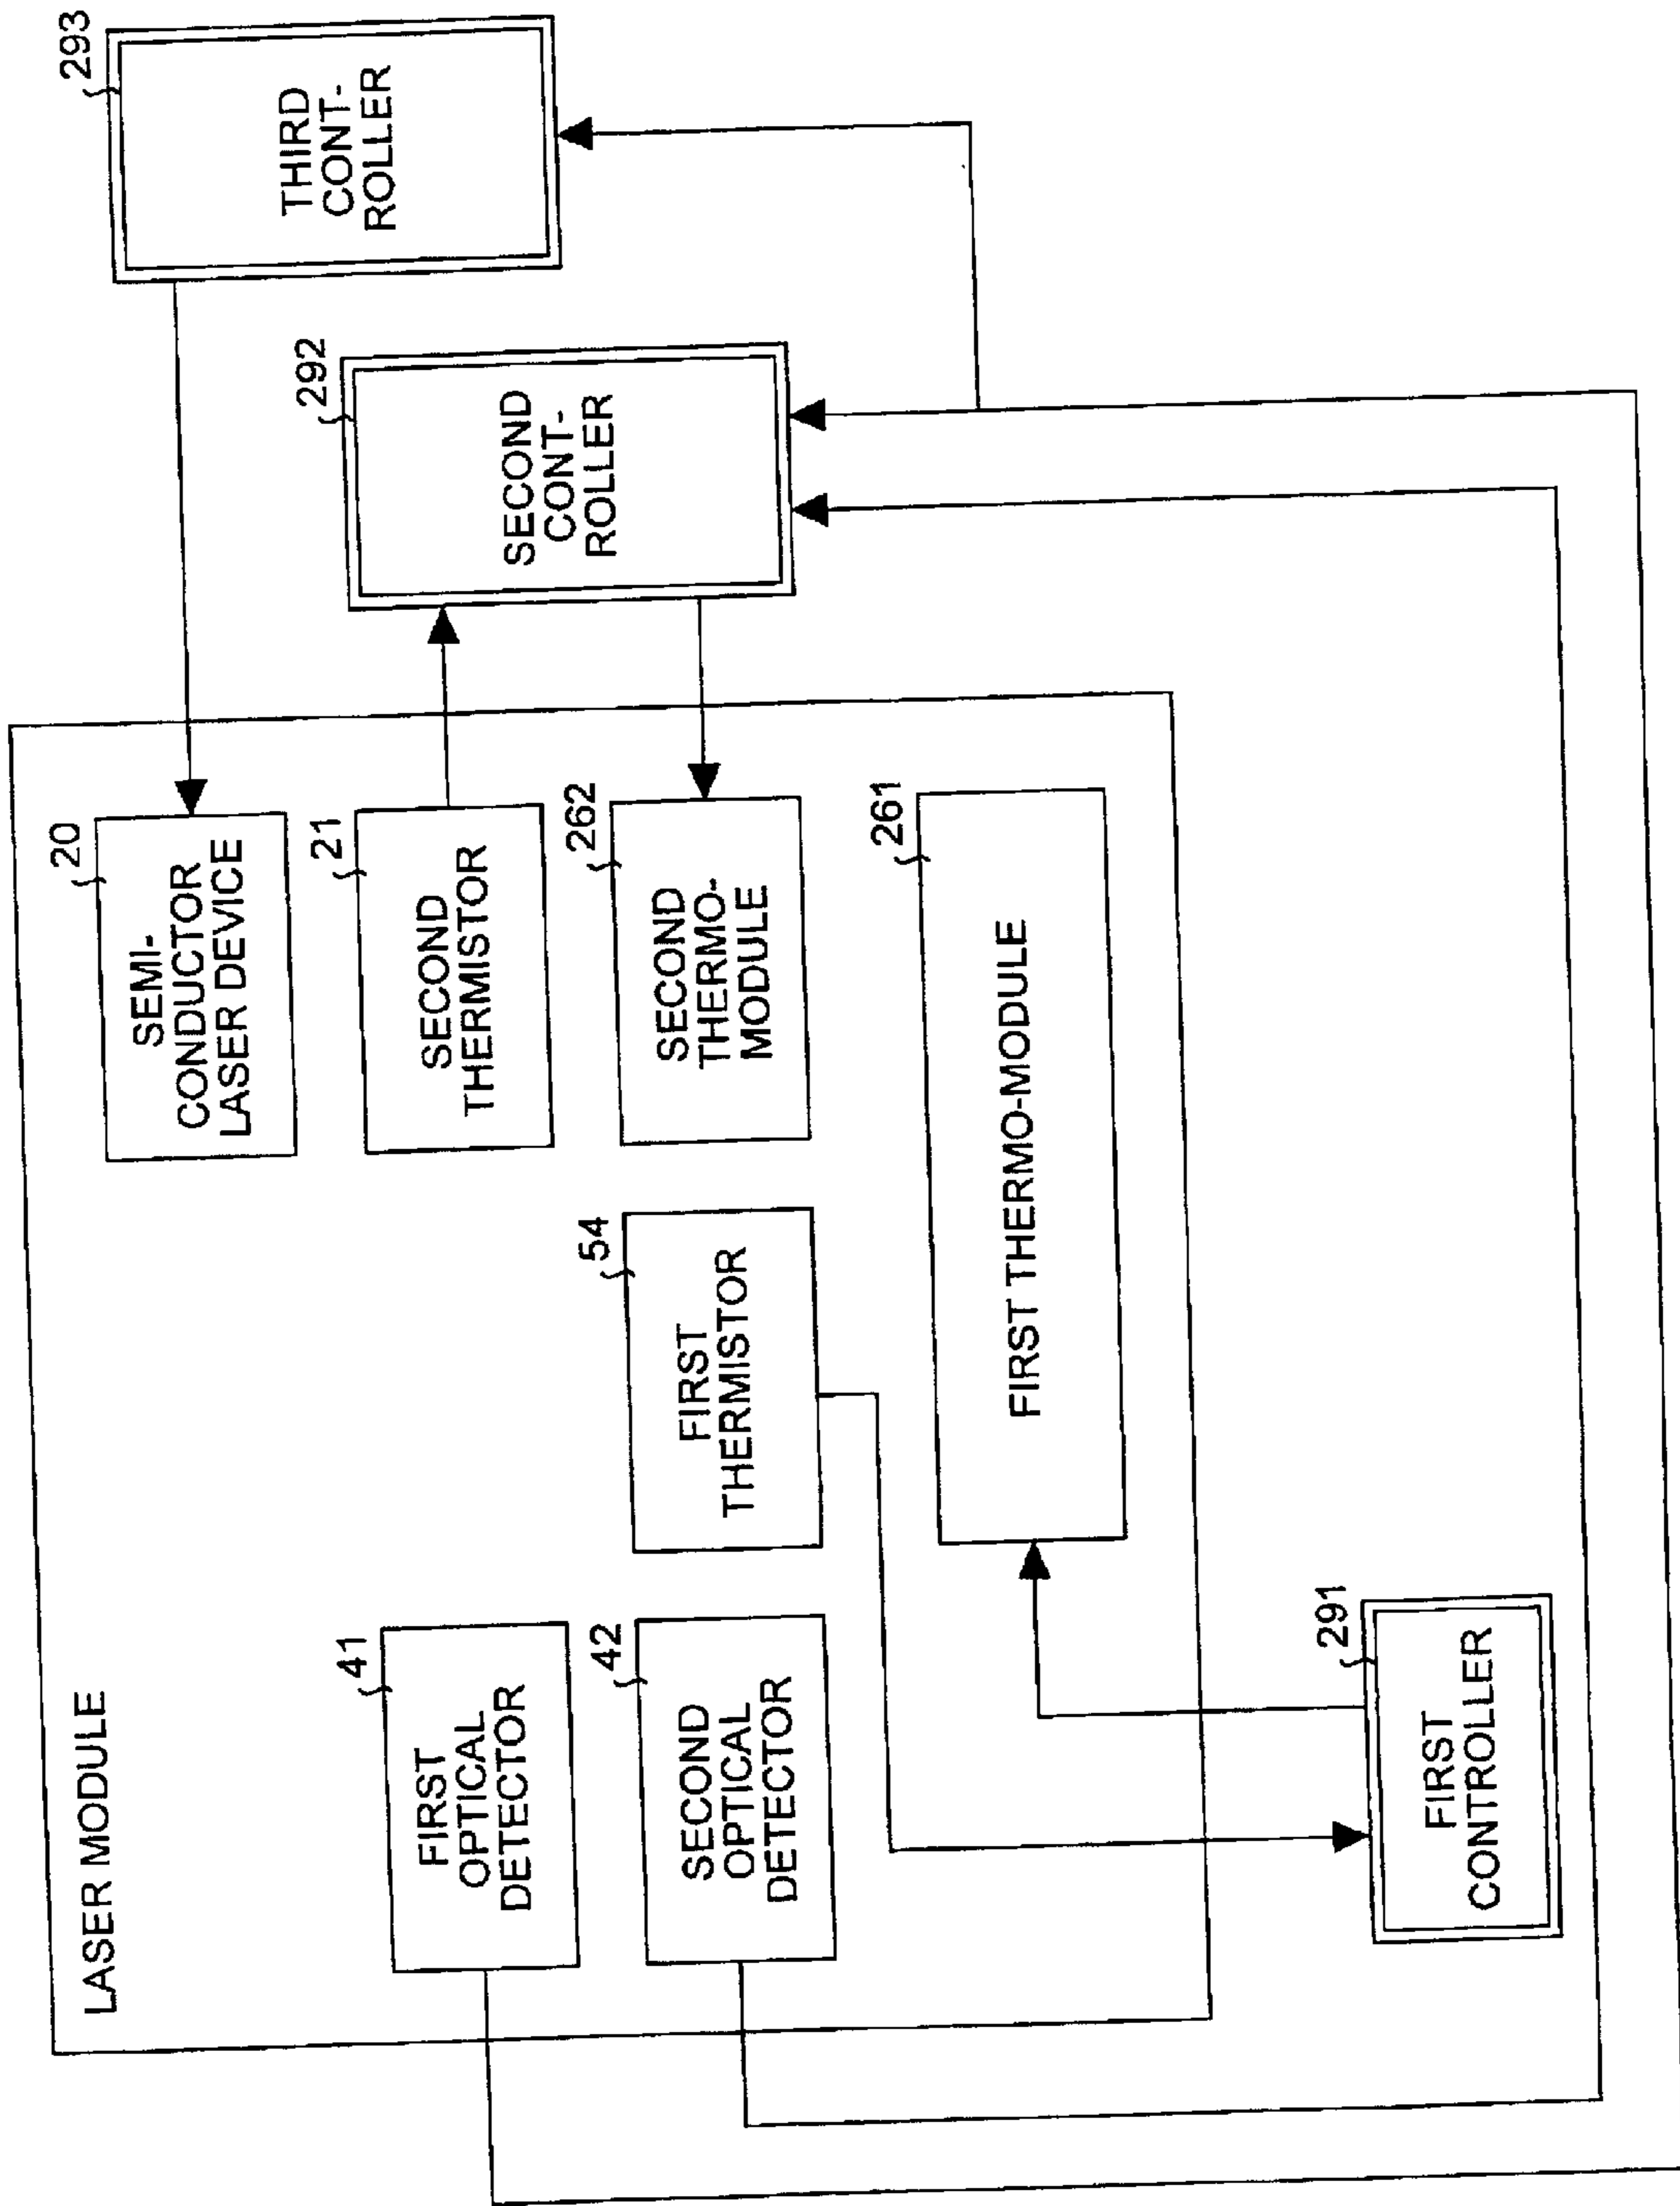 LASER MODULE
41
FIRST
OPTICAL
DETECTOR
42
SECOND
OPTICAL
DETECTOR
54
FIRST
THERMISTOR
20
SEMI-
CONDUCTOR
LASER DEVICE
21
SECOND
THERMISTOR
262
SECOND
THERMO-
MODULE
261
FIRST THERMO-MODULE
291
FIRST
CONTROLLER
292
SECOND
CONT-
ROLLER
293
THIRD
CONT-
ROLLER